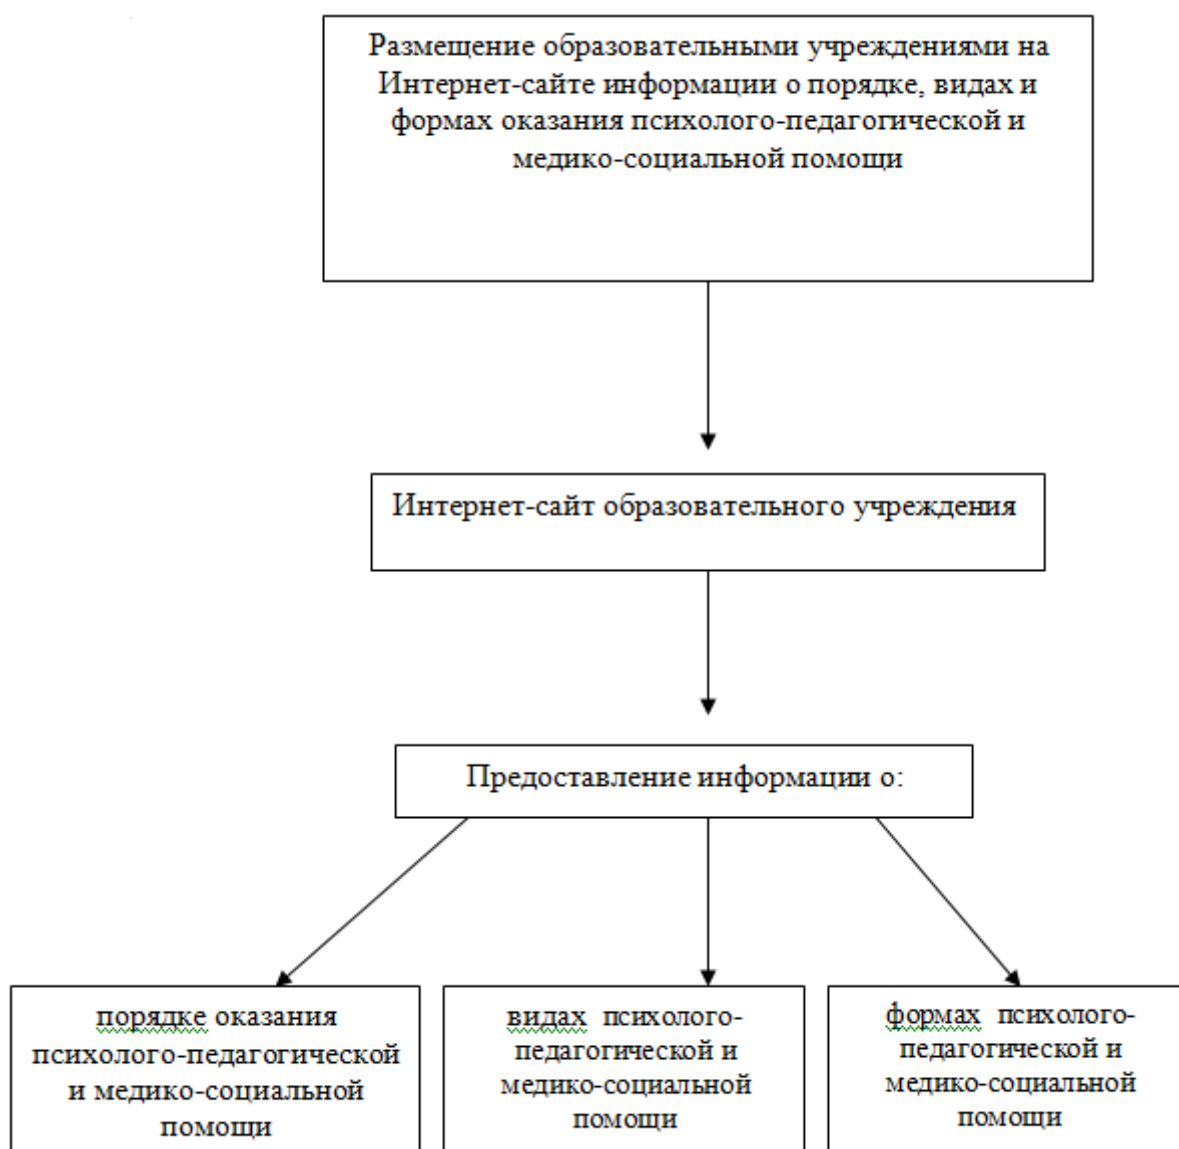 Размещение образовательными учреждениями на
Интернет-сайте информации о порядке, видах и
формах оказания психолого-педагогической и
медико-социальной помощи
Интернет-сайт образовательного учреждения
Предоставление информации о:
порядке оказания
психолого-педагогической
и медико-социальной
помощи
видах психолого-
педагогической и
медико-социальной
помощи
формах психолого-
педагогической и
медико-социальной
помощи